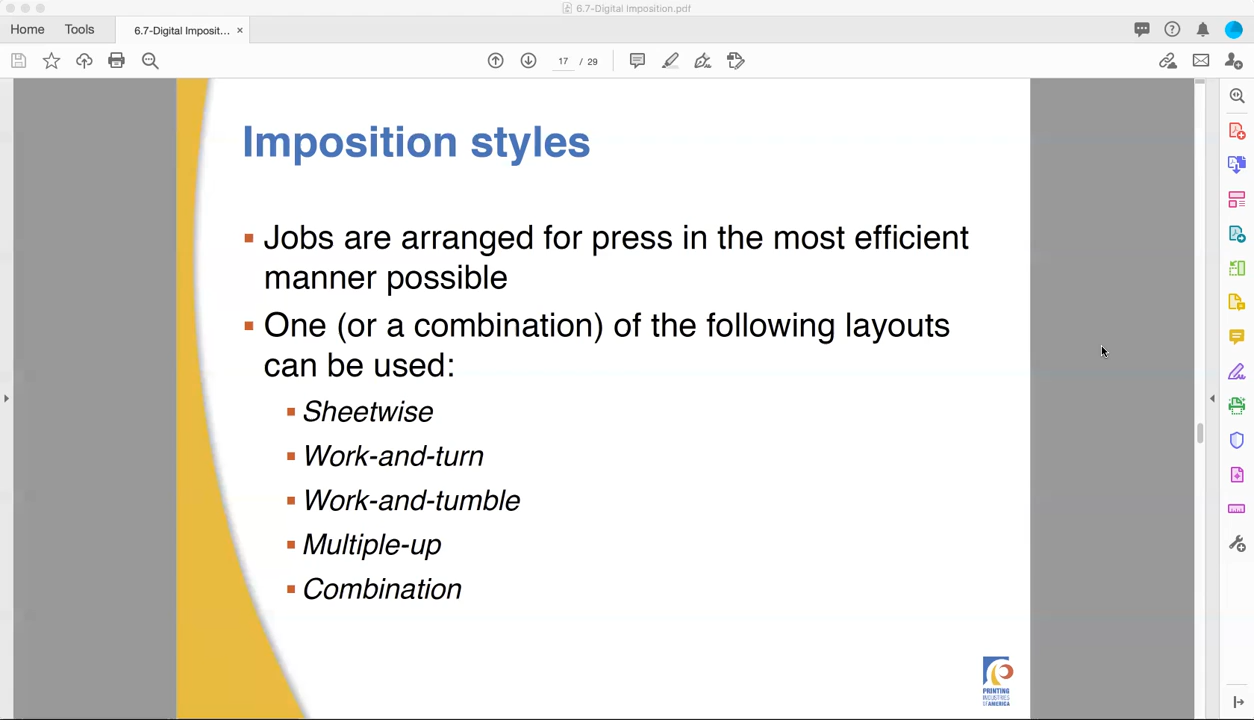 6.7-Digital imposition.pdf
Home Tools 6.7-Digital Imposit... ×
17 / 29
Imposition styles
Jobs are arranged for press in the most efficient
manner possible
One (or a combination) of the following layouts
can be used:
Sheetwise
Work-and-turn
Work-and-tumble
Multiple-up
Combination
PRINTING
INDUSTRIES
OF AMERICA